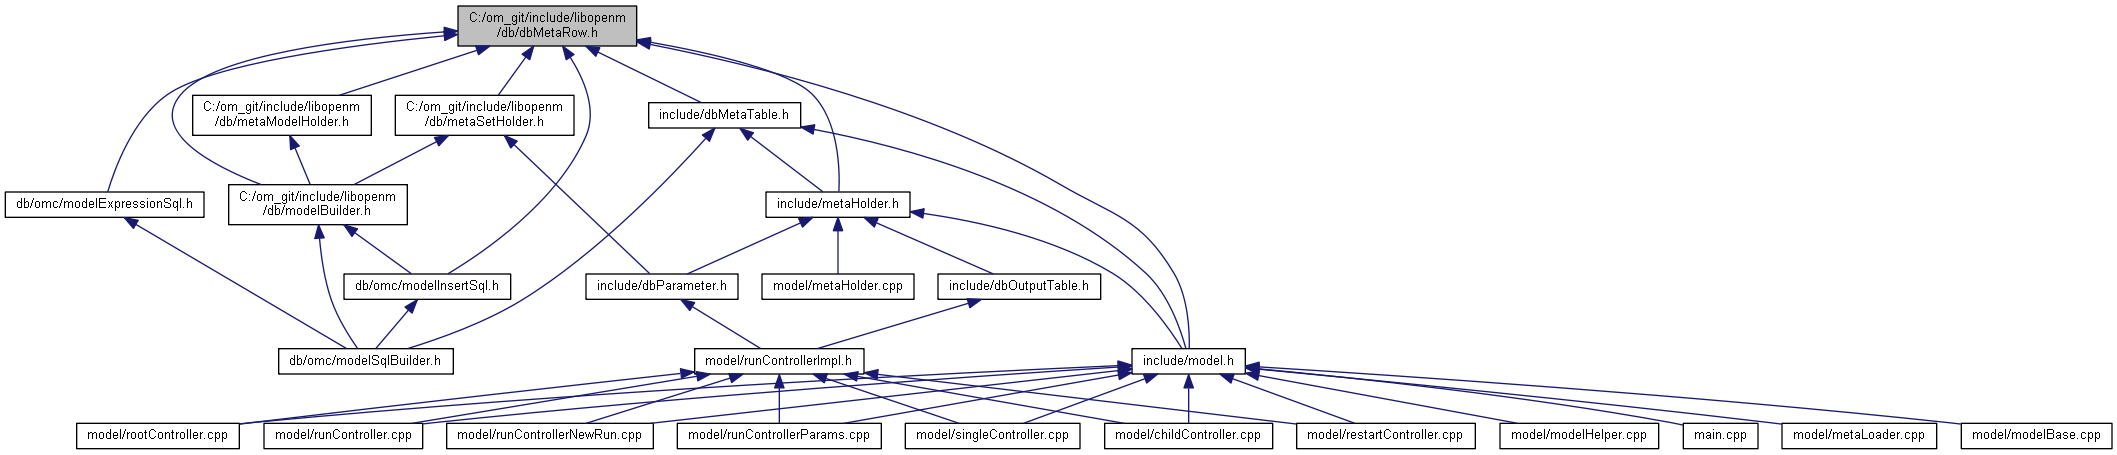 C:/om_git/include/libopenm
/db/dbMetaRow.h
C:/om_git/include/libopenm
/db/metaModelHolder.h
C:/om_git/include/libopenm
/db/metaSetHolder.h
include/dbMetaTable.h
db/omc/modelExpressionSql.h
C:/om_git/include/libopenm
/db/modelBuilder.h
include/metaHolder.h
db/omc/modelInsertSql.h
include/dbParameter.h
model/metaHolder.cpp
include/dbOutputTable.h
db/omc/modelSqlBuilder.h
model/runControllerImpl.h
include/model.h
model/rootController.cpp
model/runController.cpp
model/runControllerNewRun.cpp
model/runControllerParams.cpp
model/singleController.cpp
model/childController.cpp
model/restartController.cpp
model/modelHelper.cpp
main.cpp
model/metaLoader.cpp
model/modelBase.cpp